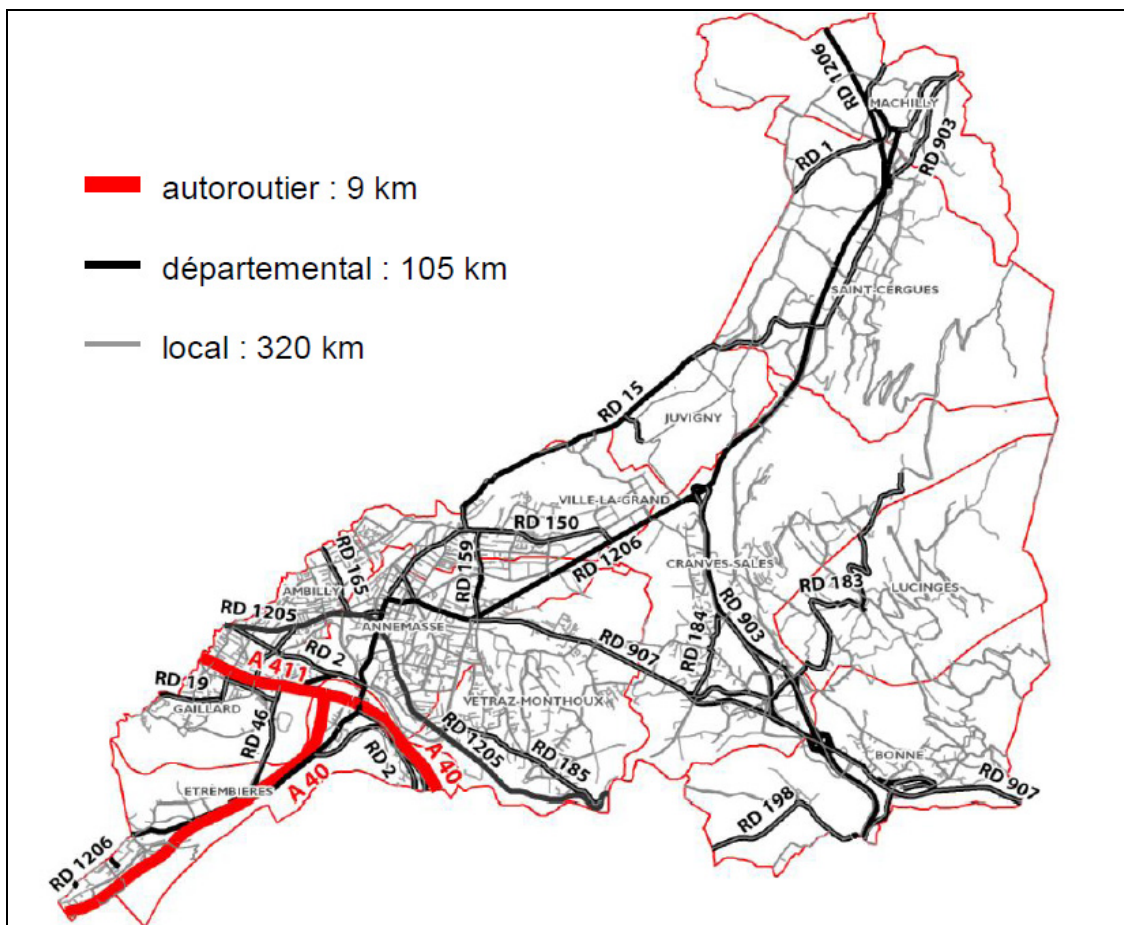 RD 1206
MACHILLY
RD 903
RD 1
autoroutier : 9 km
départemental : 105 km
SAINT-CERGUES
local : 320 km
RD 15
JUVIGNY
VILLE-LA-GRAND
RD 150
RD 1206
RD 159
RD 165
CRANVES-SALES
RD 183
LUCINGES
AMBILLY
RD 1205
ANNEMASSE
RD 184
RD 903
RD 2
RD 907
A 411
RD 19
GAILLARD
VETRAZ-MONTHOUX
RD 46
RD 1205
RD 2
A 40
RD 185
A 40
BONNE
RD 907
ETREMBIERES
RD 198
RD 1206